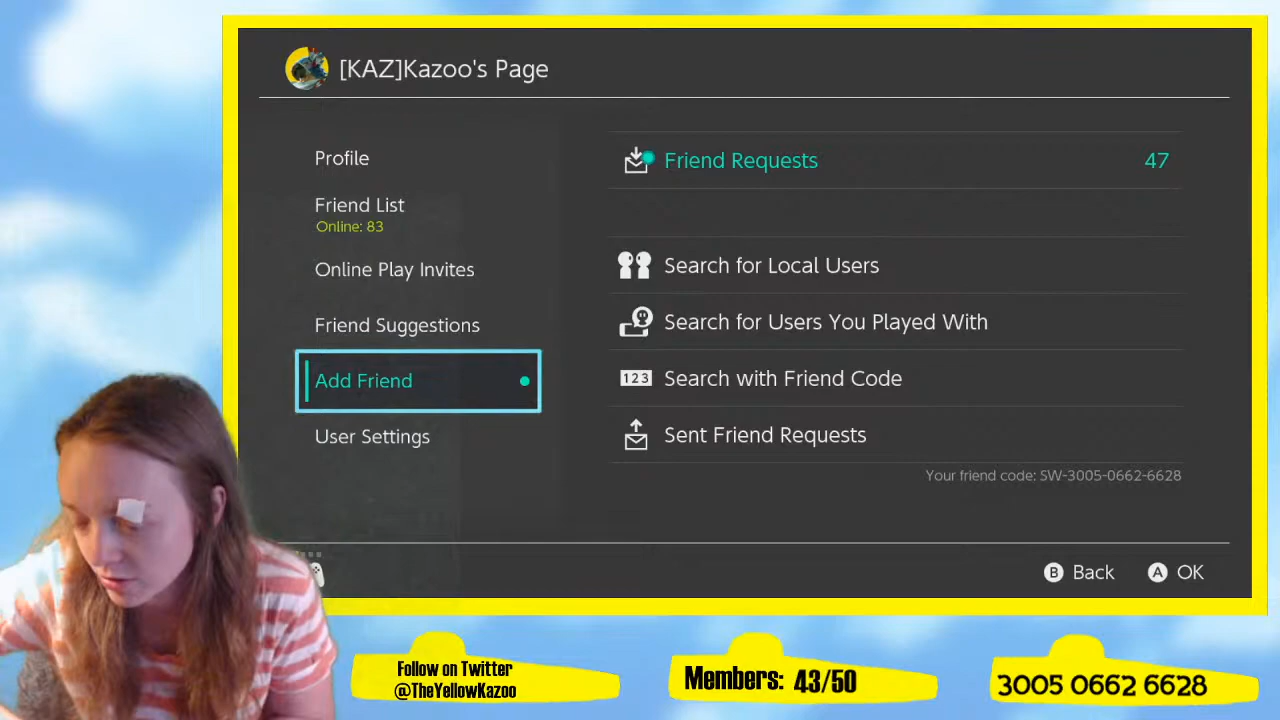 [KAZ]Kazoo's Page
Profile
Friend List
Online: 83
Online Play Invites
Friend Suggestions
Add Friend
User Settings
Friend Requests 47
Search for Local Users
Search for Users You Played With
123 Search with Friend Code
Sent Friend Requests
Your friend code: SW-3005-0662-6628
B Back A OK
Follow on Twitter
@TheYellowKazoo
Members: 43/50
3005 0662 6628